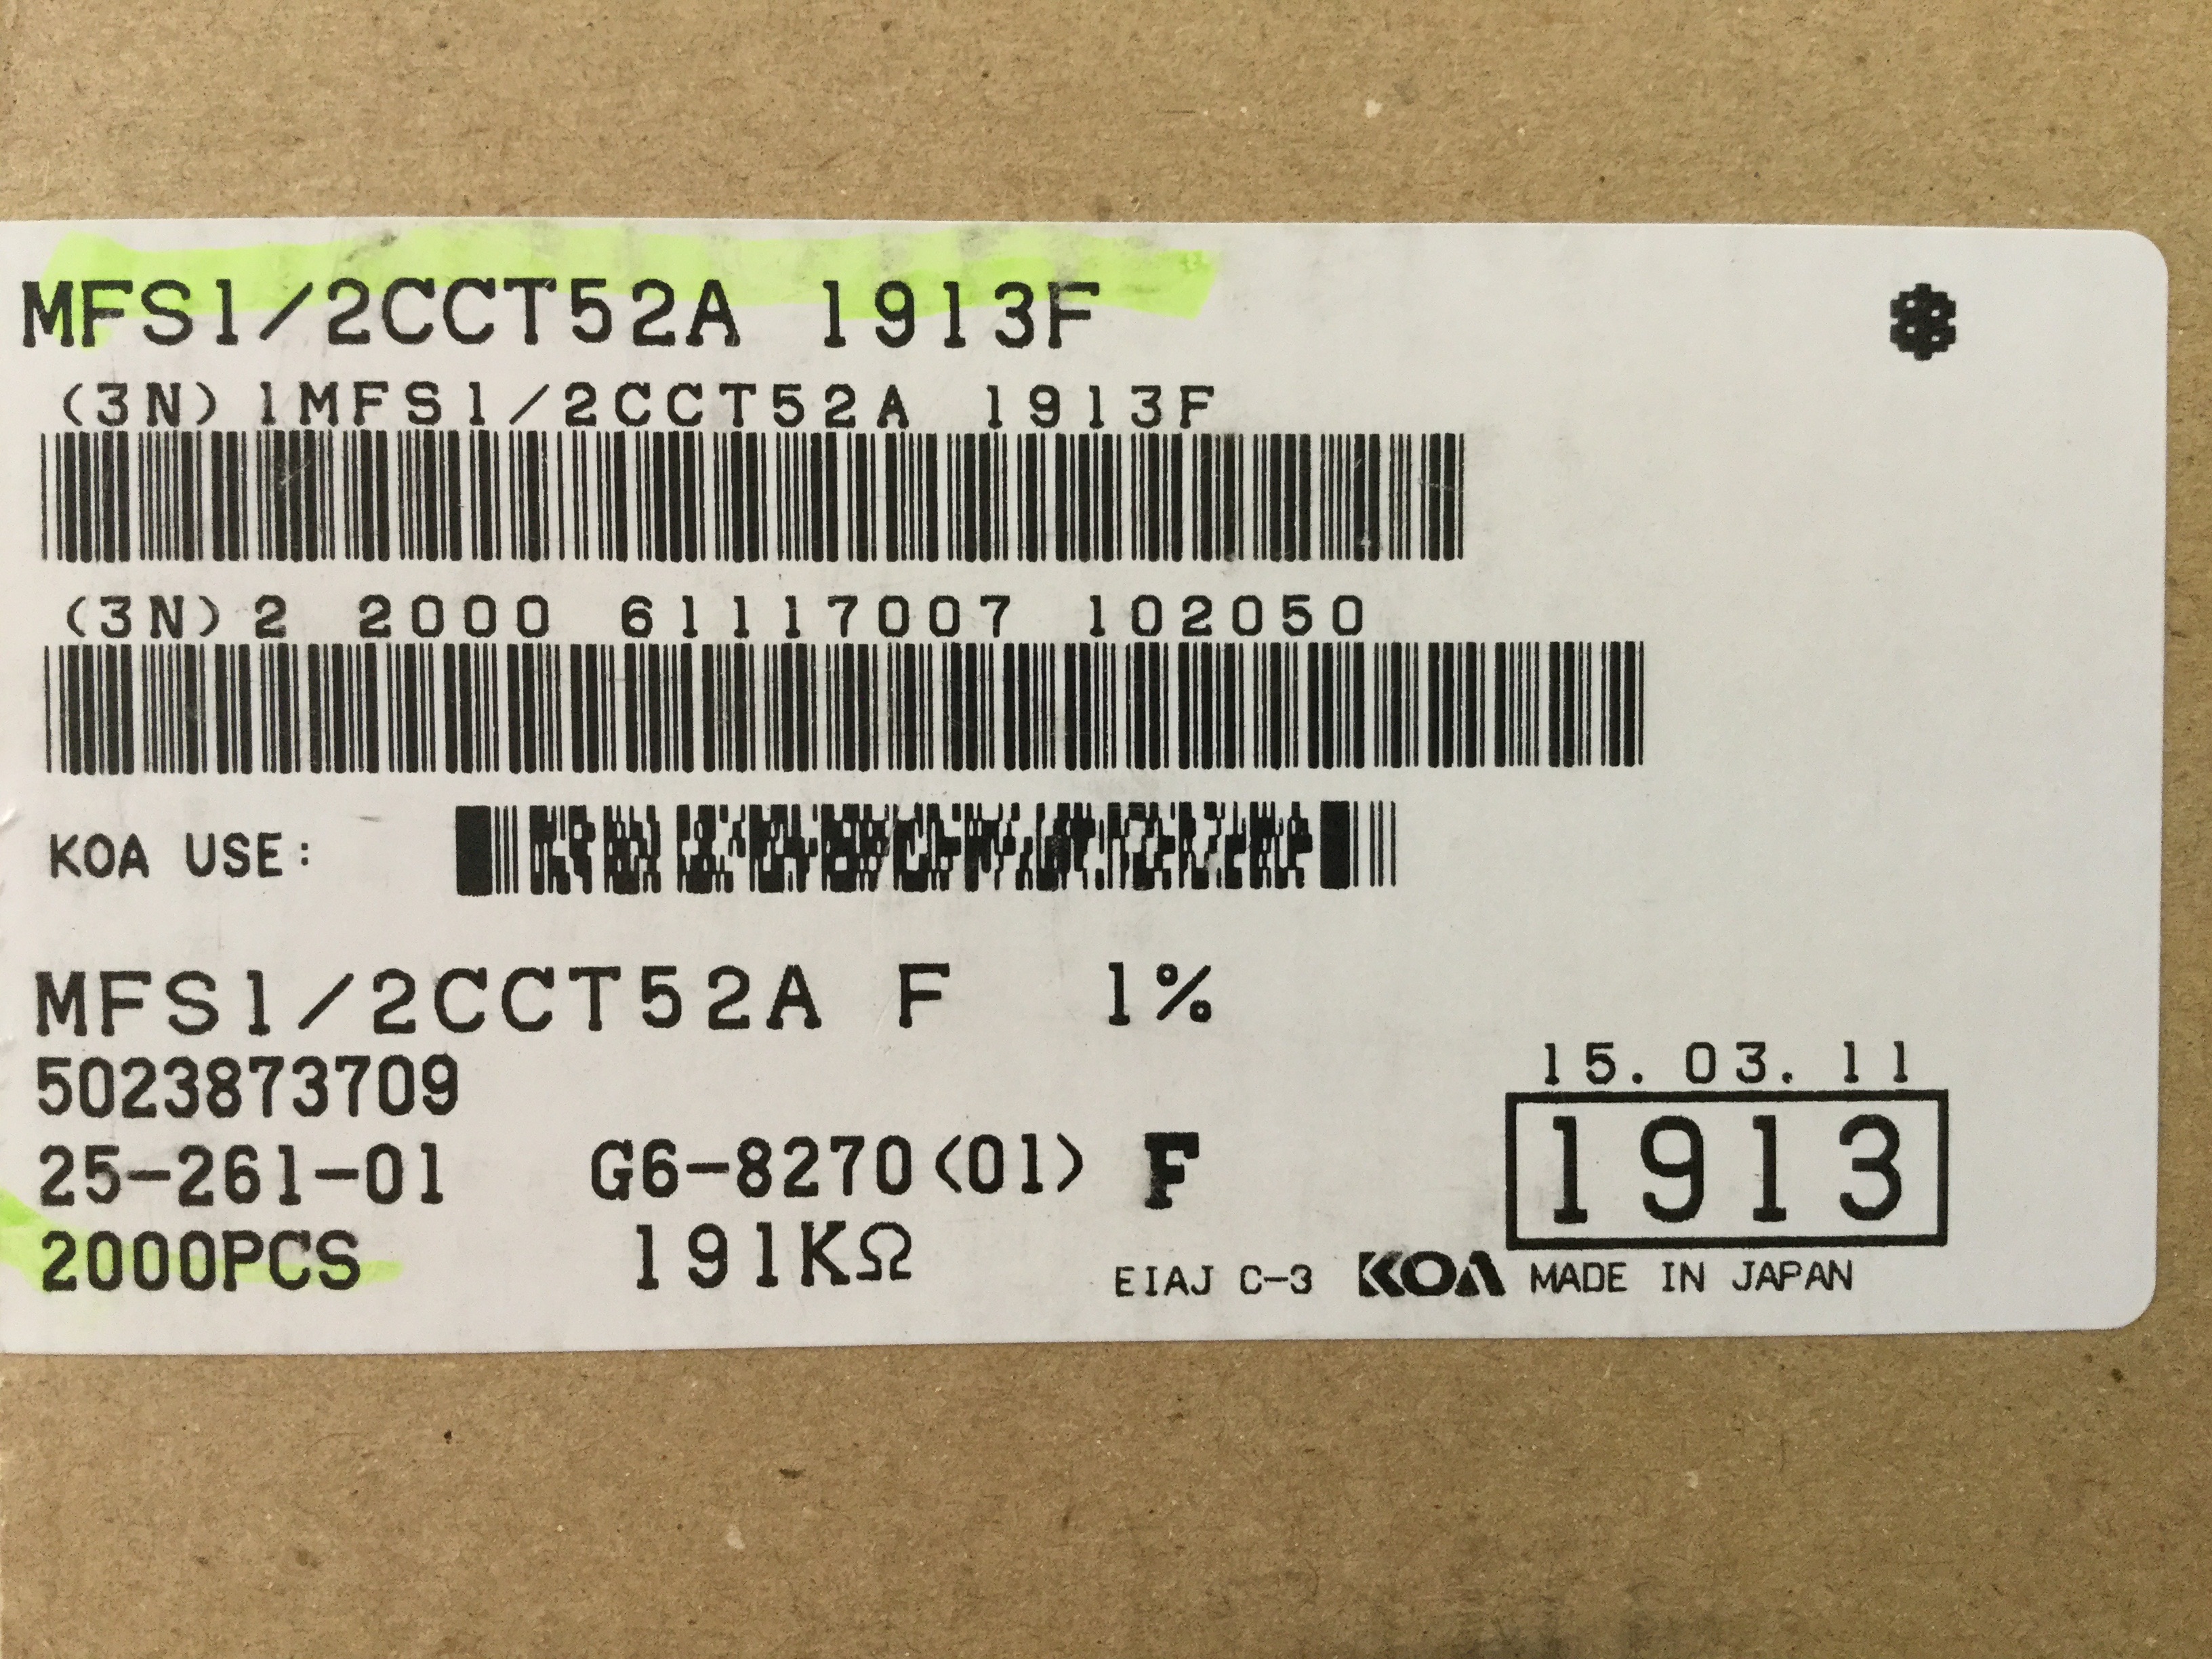 MFS1/2CCT52A 1913F
(3N)1MFS1/2CCT52A 1913F
(3N)2 2000 61117007 102050
KOA USE:
MFS1/2CCT52A F 1%
5023873709
15.03.11
25-261-01 G6-8270<01> F 1913
2000PCS 191KΩ EIAJ C-3 KOA MADE IN JAPAN